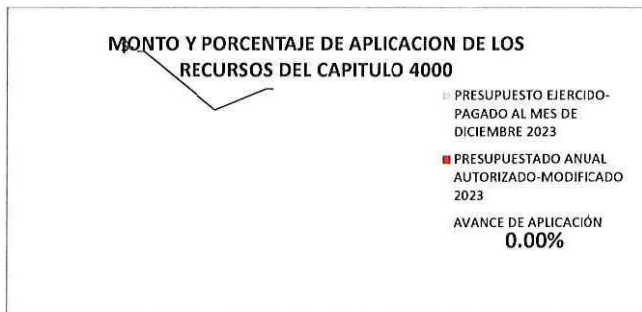 MONTO Y PORCENTAJE DE APLICACION DE LOS
RECURSOS DEL CAPITULO 4000
PRESUPUESTO EJERCIDO-
PAGADO AL MES DE
DICIEMBRE 2023
PRESUPUESTADO ANUAL
AUTORIZADO-MODIFICADO
2023
AVANCE DE APLICACIÓN
0.00%